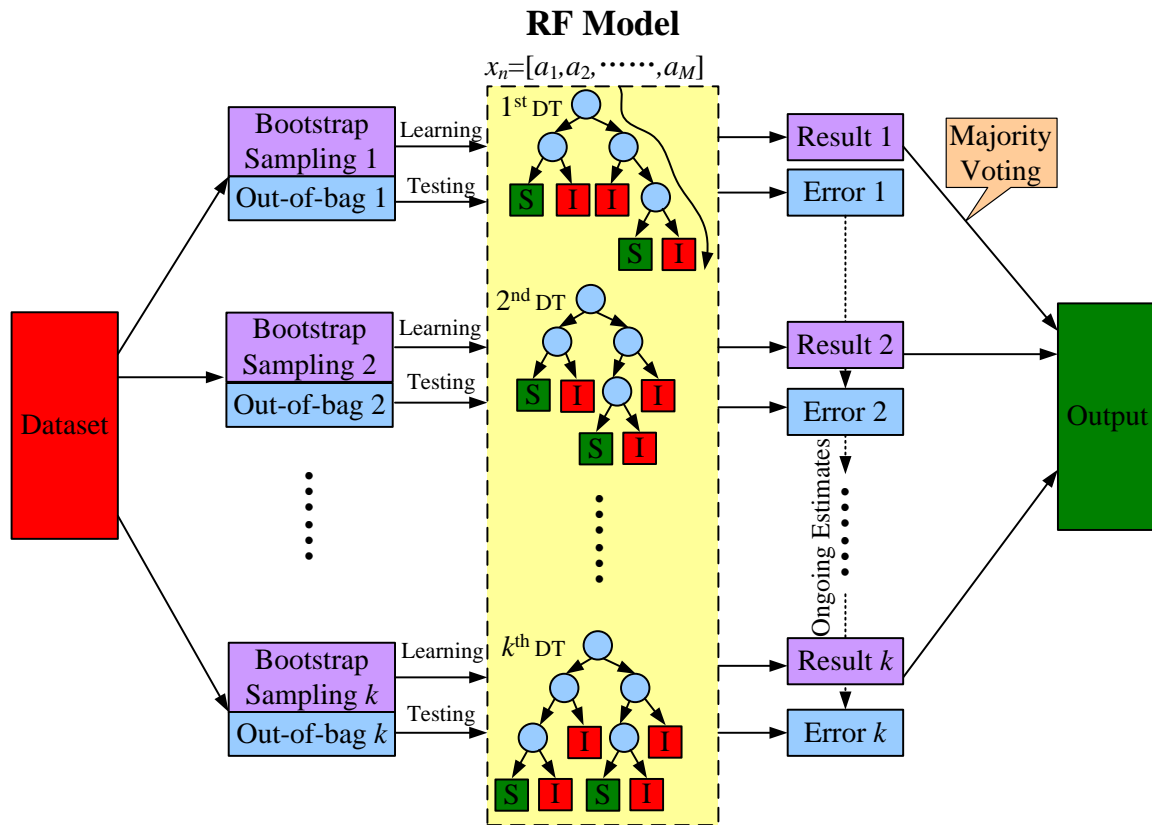 RF Model
xn=[a1,a2,⋯⋯,aM]
Dataset
Bootstrap
Sampling 1
Out-of-bag 1
Learning
Testing
1st DT
S
I
I
S
I
Result 1
Error 1
Majority
Voting
Bootstrap
Sampling 2
Out-of-bag 2
Learning
Testing
2nd DT
S
I
I
S
I
Result 2
Error 2
Output
Ongoing Estimates
Bootstrap
Sampling k
Out-of-bag k
Learning
Testing
kth DT
I
I
S
I
S
I
Result k
Error k